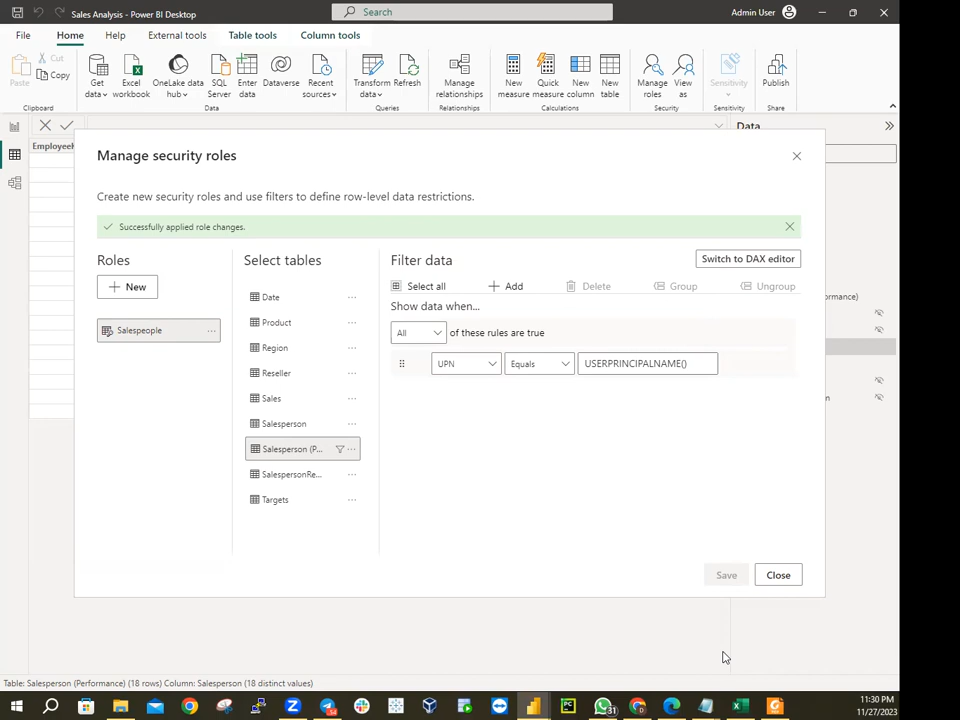 Sales Analysis - Power BI Desktop
Search
Admin User
File
Home
Help
External tools
Table tools
Column tools
Paste
Cut
Copy
Get data
Excel workbook
OneLake data hub
SQL Server
Enter data
Dataverse
Recent sources
Transform data
Refresh
Manage relationships
New measure
Quick measure
New column
New table
Manage roles
View as
Sensitivity
Publish
Clipboard
Data
Queries
Relationships
Calculations
Security
Sensitivity
Share
Data
Manage security roles
Create new security roles and use filters to define row-level data restrictions.
Successfully applied role changes.
Roles
New
Salespeople
Select tables
Date
Product
Region
Reseller
Sales
Salesperson
Salesperson (P...
SalespersonRe...
Targets
Filter data
Switch to DAX editor
Select all
Add
Delete
Group
Ungroup
Show data when...
All
of these rules are true
UPN
Equals
USERPRINCIPALNAME()
Save
Close
Table: Salesperson (Performance) (18 rows) Column: Salesperson (18 distinct values)
11:30 PM
11/27/2023